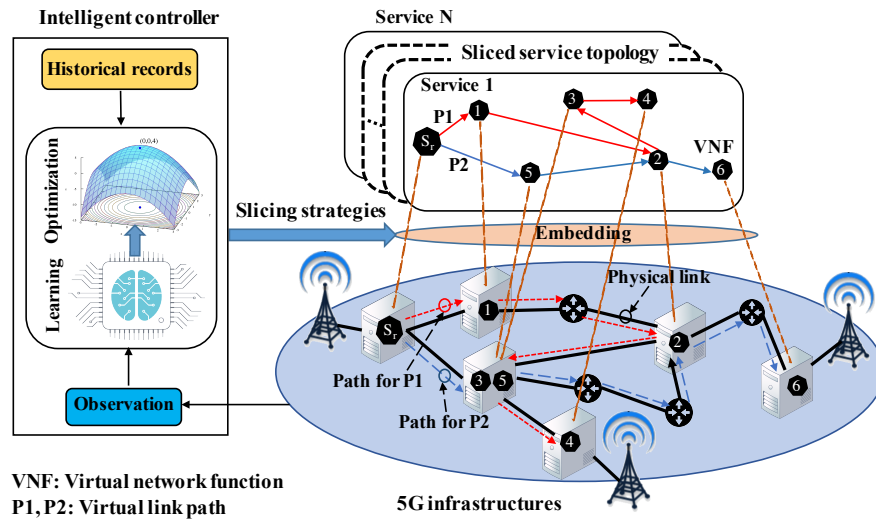 Intelligent controller
Historical records
Optimization
(0,0,4)
Learning
Observation
Slicing strategies
Service N
Sliced service topology
Service 1
P1
P2
S_r
1
3
4
VNF
5
2
6
Embedding
Physical link
S_r
1
2
3 5
4
6
Path for P1
Path for P2
5G infrastructures
VNF: Virtual network function
P1, P2: Virtual link path